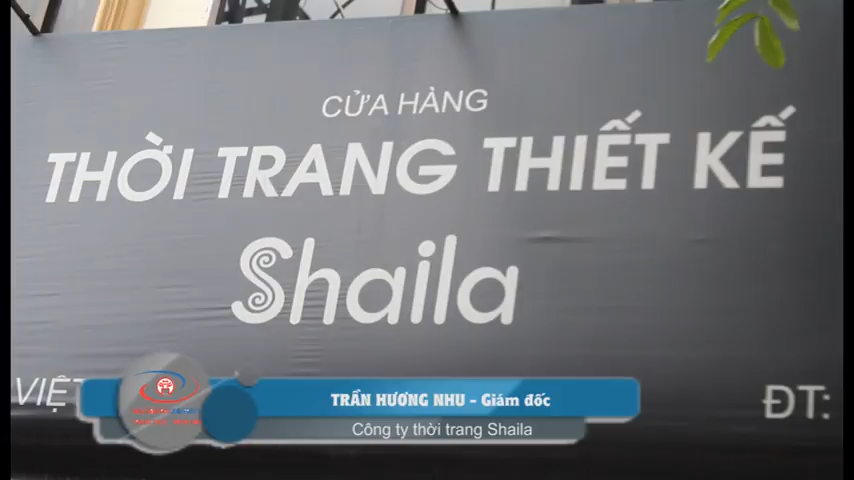 CỬA HÀNG
THỜI TRANG THIẾT KẾ
Shaila
VIỆT
ĐT:
TRẦN HƯƠNG NHU - Giám đốc
Công ty thời trang Shaila